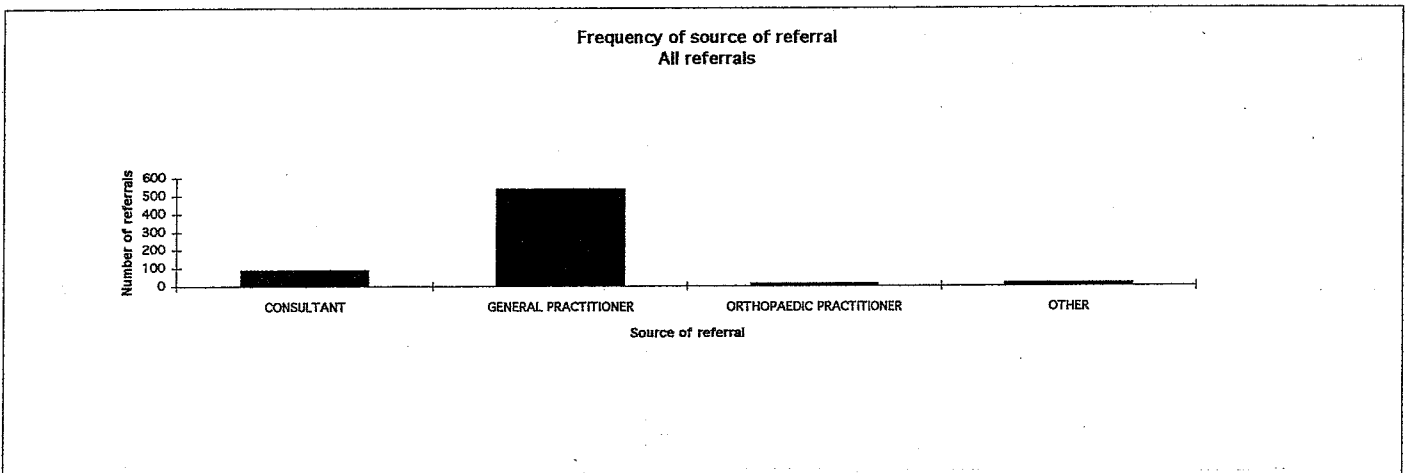 Frequency of source of referral
All referrals
Number of referrals
600
500
400
300
200
100
0
CONSULTANT GENERAL PRACTITIONER ORTHOPAEDIC PRACTITIONER OTHER
Source of referral